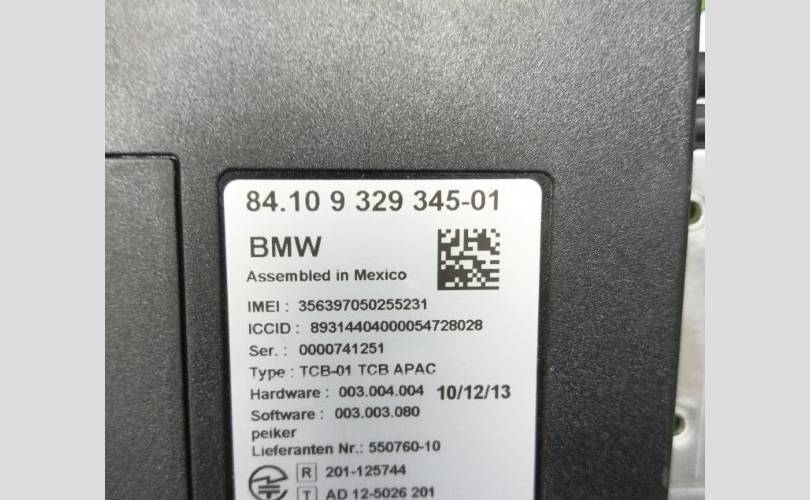 84.10 9 329 345-01
BMW
Assembled in Mexico
IMEI : 356397050255231
ICCID : 89314404000054728028
Ser. : 0000741251
Type : TCB-01 TCB APAC
Hardware : 003.004.004 10/12/13
Software : 003.003.080
peiker
Lieferanten Nr.: 550760-10
R 201-125744
T AD 12-5026 201